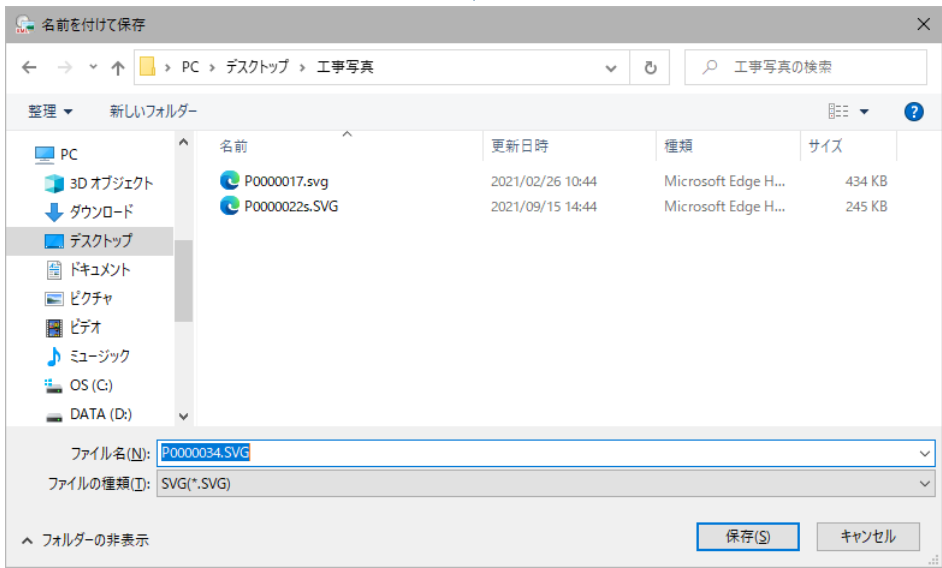 名前を付けて保存
PC › デスクトップ › 工事写真
工事写真の検索
整理 新しいフォルダー
名前 更新日時 種類 サイズ
PC
3D オブジェクト
ダウンロード
デスクトップ
ドキュメント
ピクチャ
ビデオ
ミュージック
OS (C:)
DATA (D:)
P0000017.svg 2021/02/26 10:44 Microsoft Edge H... 434 KB
P0000022s.SVG 2021/09/15 14:44 Microsoft Edge H... 245 KB
ファイル名(N): P0000034.SVG
ファイルの種類(T): SVG(*.SVG)
フォルダーの非表示
保存(S) キャンセル